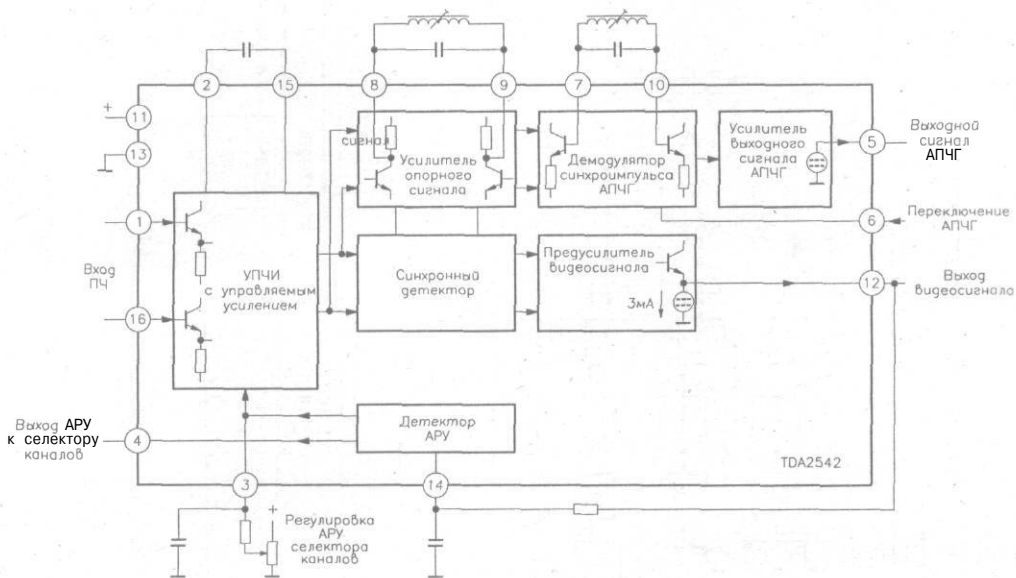 2
15
8
9
7
10
+
11
13
1
Вход
ПЧ
16
УПЧИ
с управляемым
усилением
сигнал
Усилитель
опорного
сигнала
Демодулятор
синхроимпульса
АПЧГ
Усилитель
выходного
сигнала
АПЧГ
5
Выходной
сигнал
АПЧГ
6
Переключение
АПЧГ
Синхронный
детектор
Предусилитель
видеосигнала
3мА
12
Выход
видеосигнала
Выход АРУ
к селектору
каналов
4
Детектор
АРУ
TDA2542
3
14
+
Регулировка
АРУ
селектора
каналов